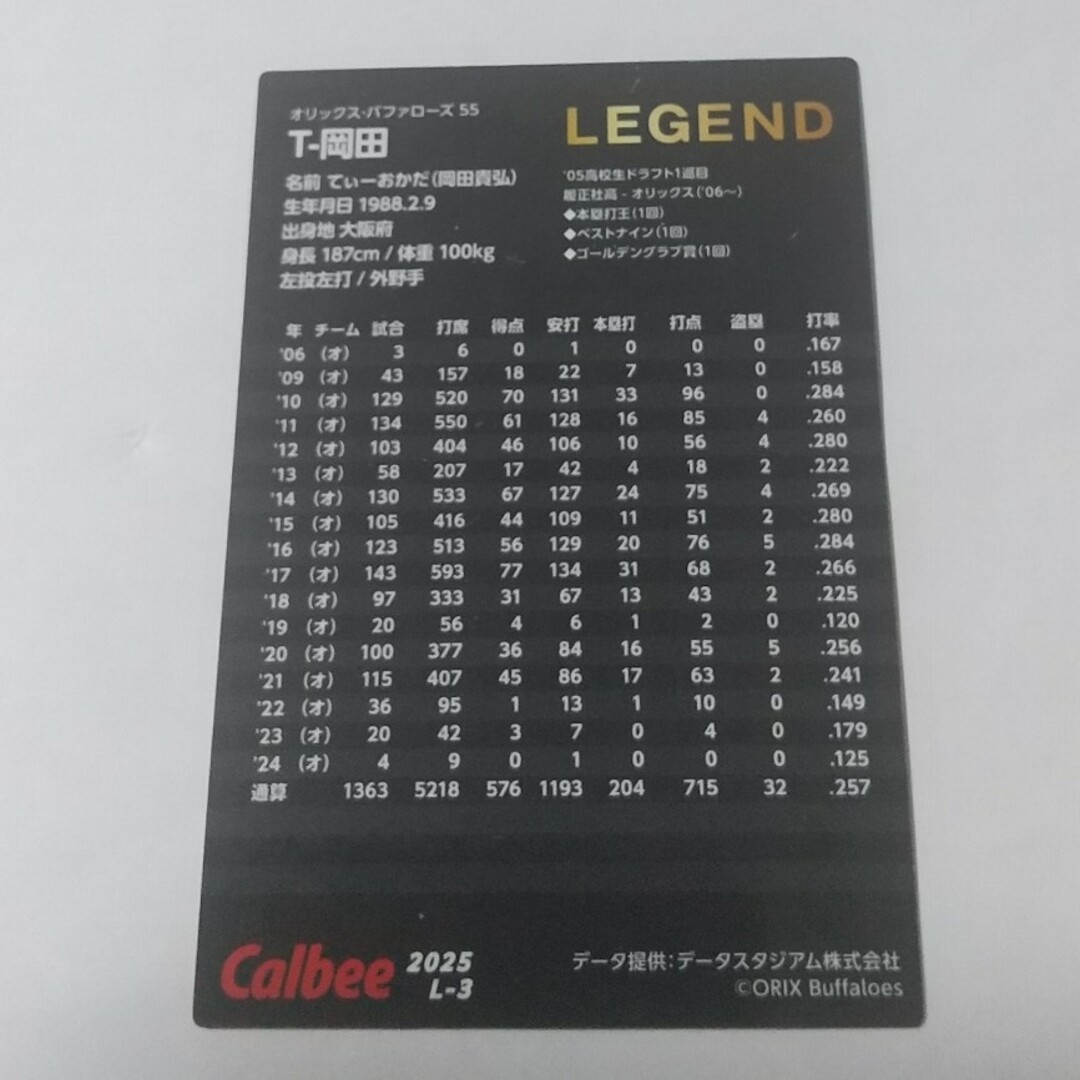 オリックス・バファローズ 55
T-岡田
名前 てぃーおかだ(岡田貴弘)
生年月日 1988.2.9
出身地 大阪府
身長 187cm / 体重 100kg
左投左打 / 外野手
LEGEND
'05高校生ドラフト1巡目
履正社高 - オリックス('06～)
◆本塁打王(1回)
◆ベストナイン(1回)
◆ゴールデングラブ賞(1回)
年 チーム 試合 打席 得点 安打 本塁打 打点 盗塁 打率
'06 (オ) 3 6 0 1 0 0 0 .167
'09 (オ) 43 157 18 22 7 13 0 .158
'10 (オ) 129 520 70 131 33 96 0 .284
'11 (オ) 134 550 61 128 16 85 4 .260
'12 (オ) 103 404 46 106 10 56 4 .280
'13 (オ) 58 207 17 42 4 18 2 .222
'14 (オ) 130 533 67 127 24 75 4 .269
'15 (オ) 105 416 44 109 11 51 2 .280
'16 (オ) 123 513 56 129 20 76 5 .284
'17 (オ) 143 593 77 134 31 68 2 .266
'18 (オ) 97 333 31 67 13 43 2 .225
'19 (オ) 20 56 4 6 1 2 0 .120
'20 (オ) 100 377 36 84 16 55 5 .256
'21 (オ) 115 407 45 86 17 63 2 .241
'22 (オ) 36 95 1 13 1 10 0 .149
'23 (オ) 20 42 3 7 0 4 0 .179
'24 (オ) 4 9 0 1 0 0 0 .125
通算 1363 5218 576 1193 204 715 32 .257
Calbee 2025
L-3
データ提供:データスタジアム株式会社
©ORIX Buffaloes